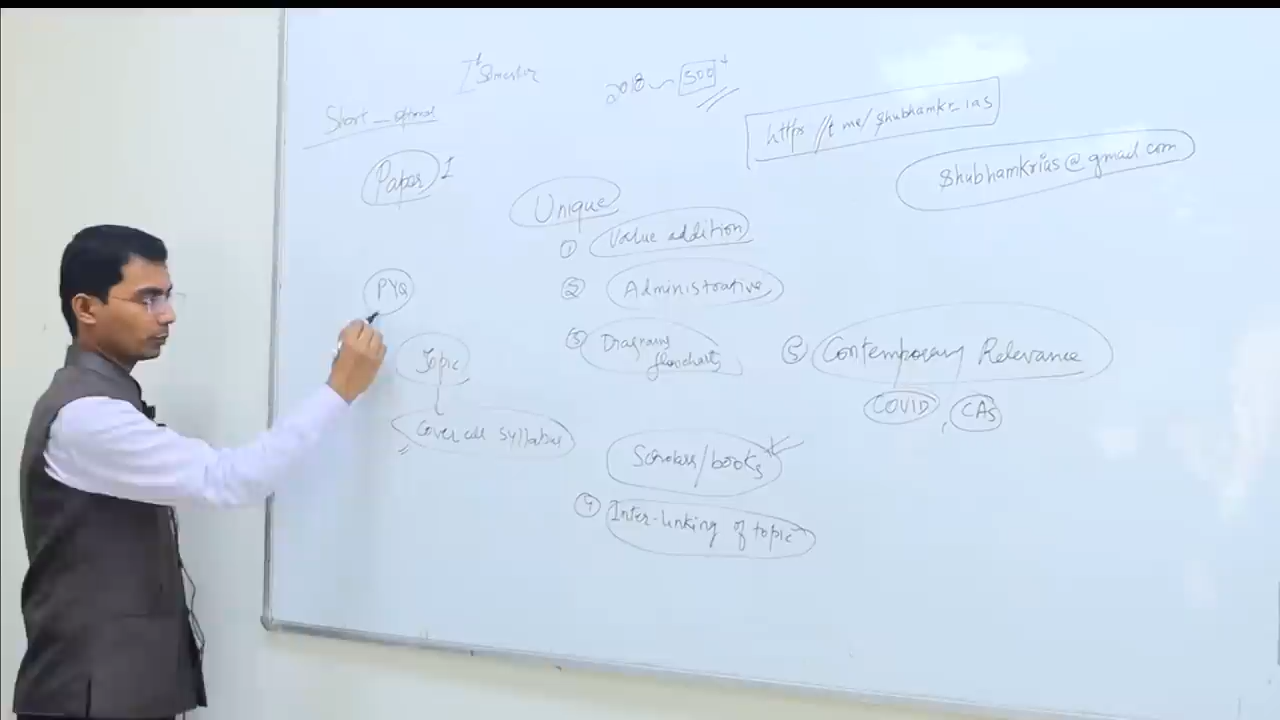 Ist Semester
2018 ~ 500+
https://t.me/shubhamkr_ias
Short _ optional
Paper I
shubhamkrias@gmail.com
Unique
① Value addition
② Administrative
PYQ
③ Diagrams
flowcharts
Topic
⑤ Contemporary Relevance
COVID, CAS
Cover all Syllabus
Scholars/books
④ Inter-linking of topic